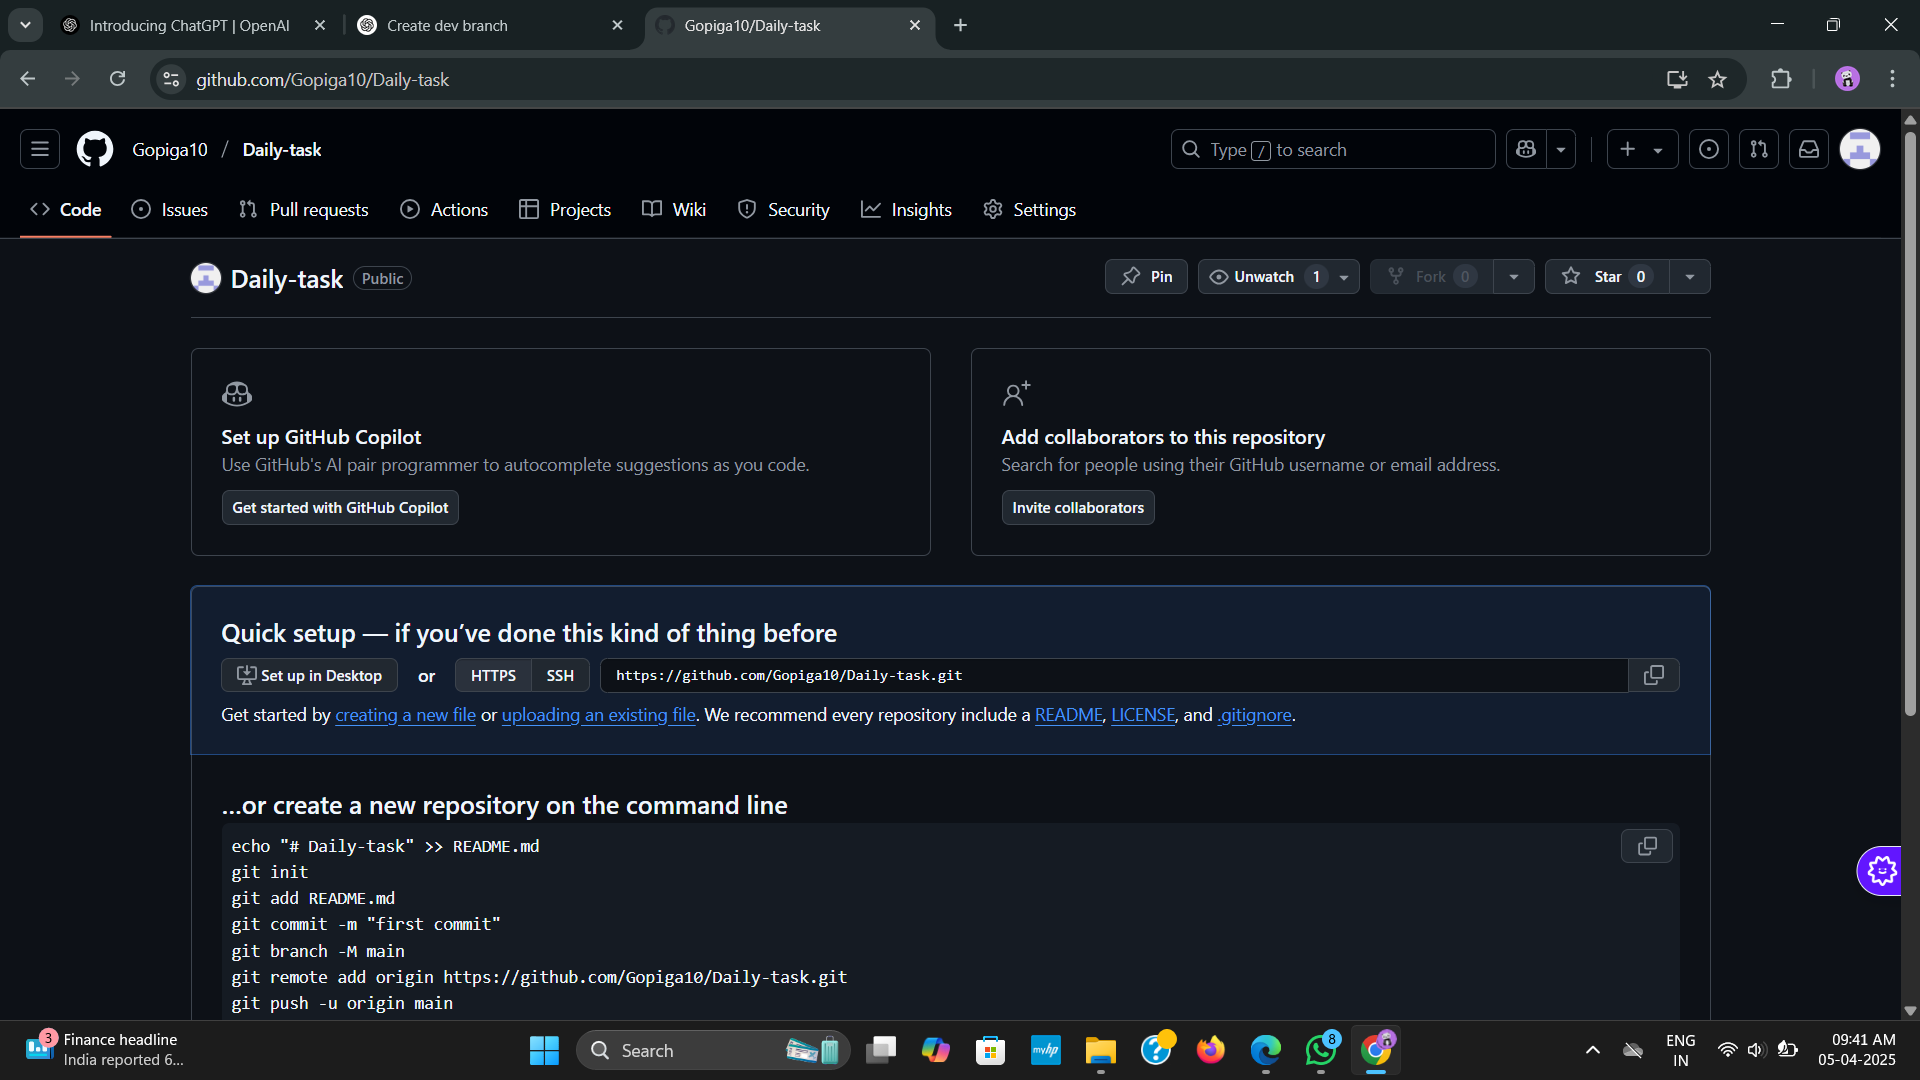 Introducing ChatGPT | OpenAI
Create dev branch
Gopiga10/Daily-task
github.com/Gopiga10/Daily-task
Gopiga10 / Daily-task
Type / to search
Code
Issues
Pull requests
Actions
Projects
Wiki
Security
Insights
Settings
Daily-task Public
Pin
Unwatch 1
Fork 0
Star 0
Set up GitHub Copilot
Use GitHub's AI pair programmer to autocomplete suggestions as you code.
Get started with GitHub Copilot
Add collaborators to this repository
Search for people using their GitHub username or email address.
Invite collaborators
Quick setup — if you’ve done this kind of thing before
Set up in Desktop or HTTPS SSH https://github.com/Gopiga10/Daily-task.git
Get started by creating a new file or uploading an existing file. We recommend every repository include a README, LICENSE, and .gitignore.
…or create a new repository on the command line
echo "# Daily-task" >> README.md
git init
git add README.md
git commit -m "first commit"
git branch -M main
git remote add origin https://github.com/Gopiga10/Daily-task.git
git push -u origin main
3
Finance headline
India reported 6...
Search
myhp
8
ENG
IN
09:41 AM
05-04-2025